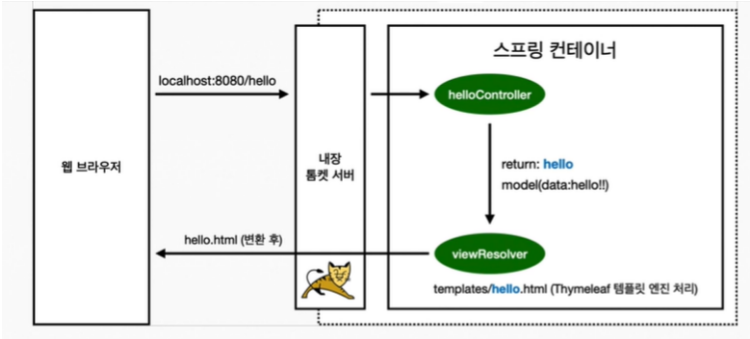 스프링 컨테이너
localhost:8080/hello
helloController
웹 브라우저
내장
톰켓 서버
return: hello
model(data:hello!!)
hello.html (변환 후)
viewResolver
templates/hello.html (Thymeleaf 템플릿 엔진 처리)